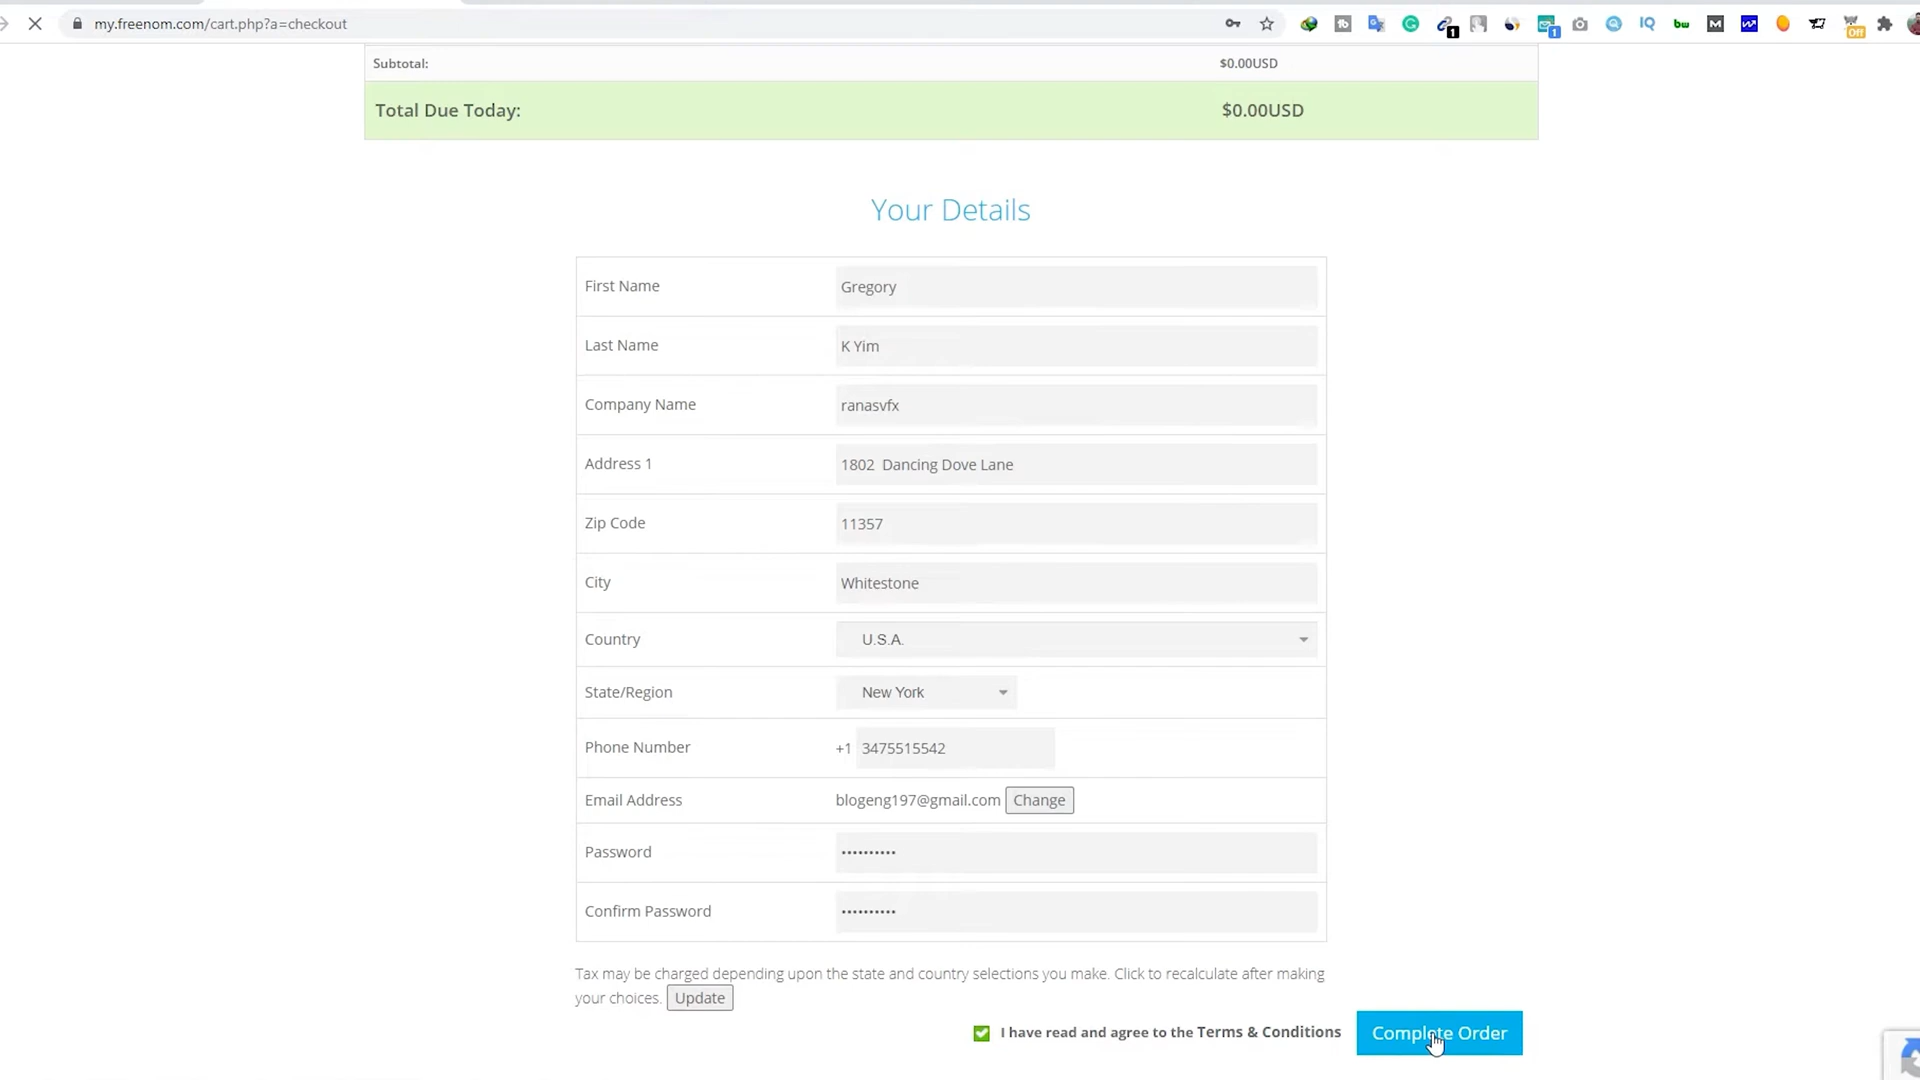 my.freenom.com/cart.php?a=checkout
Subtotal: $0.00USD
Total Due Today: $0.00USD
Your Details
First Name Gregory
Last Name K Yim
Company Name ranasvfx
Address 1 1802  Dancing Dove Lane
Zip Code 11357
City Whitestone
Country U.S.A.
State/Region New York
Phone Number +1 3475515542
Email Address blogeng197@gmail.com Change
Password ••••••••••
Confirm Password ••••••••••
Tax may be charged depending upon the state and country selections you make. Click to recalculate after making
your choices. Update
I have read and agree to the Terms & Conditions Complete Order